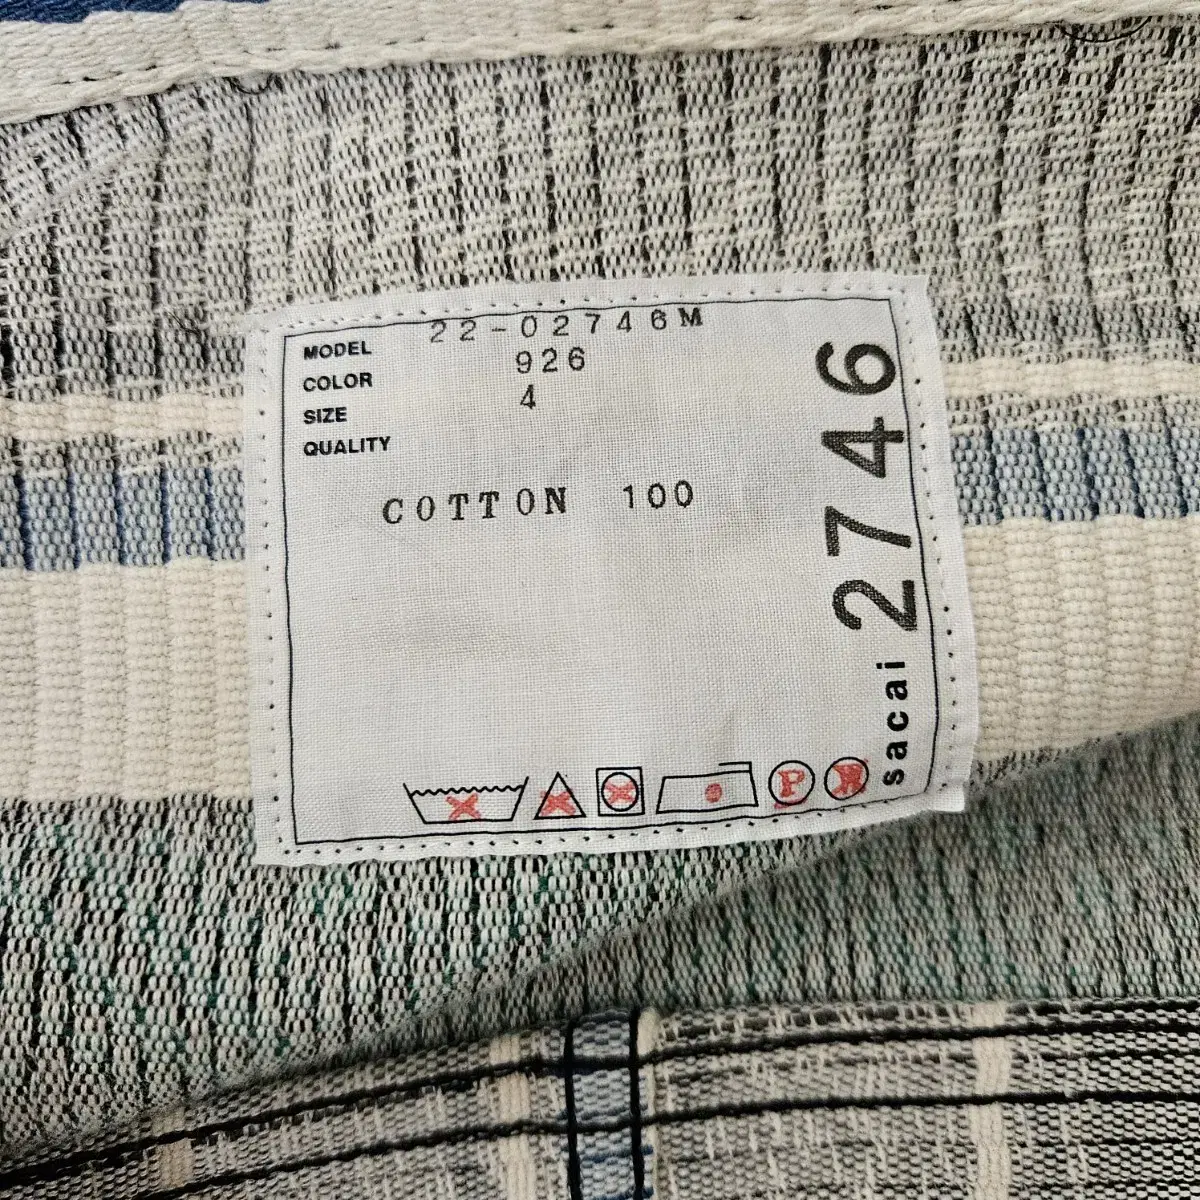 MODEL 22-02746M
COLOR 926
SIZE 4
QUALITY
COTTON 100
sacai 2746
P